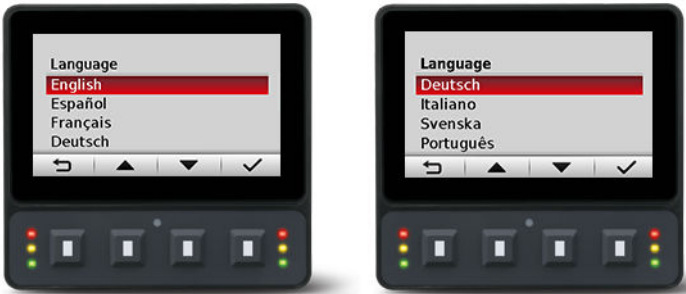 Language
English
Español
Français
Deutsch
Language
Deutsch
Italiano
Svenska
Português